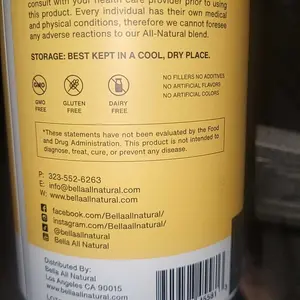 consult with your health care provider prior to using
this product. Every individual has their own medical
and physical conditions, therefore we cannot foresee
any adverse reactions to our All-Natural blend.
STORAGE: BEST KEPT IN A COOL, DRY PLACE.
GMO
GMO
FREE
GLUTEN
FREE
DAIRY
FREE
NO FILLERS NO ADDITIVES
NO ARTIFICIAL FLAVORS
NO ARTIFICIAL COLORS
*These statements have not been evaluated by the Food
and Drug Administration. This product is not intended to
diagnose, treat, cure, or prevent any disease.
P: 323-552-6263
E: info@bellaallnatural.com
W: www.bellaallnatural.com
facebook.com/Bellaallnatural/
instagram.com/Bellaallnatural/
@bellaallnatural
Bella All Natural
Distributed By:
Bella All Natural
Los Angeles CA 90015
www.bellaallnatural.com